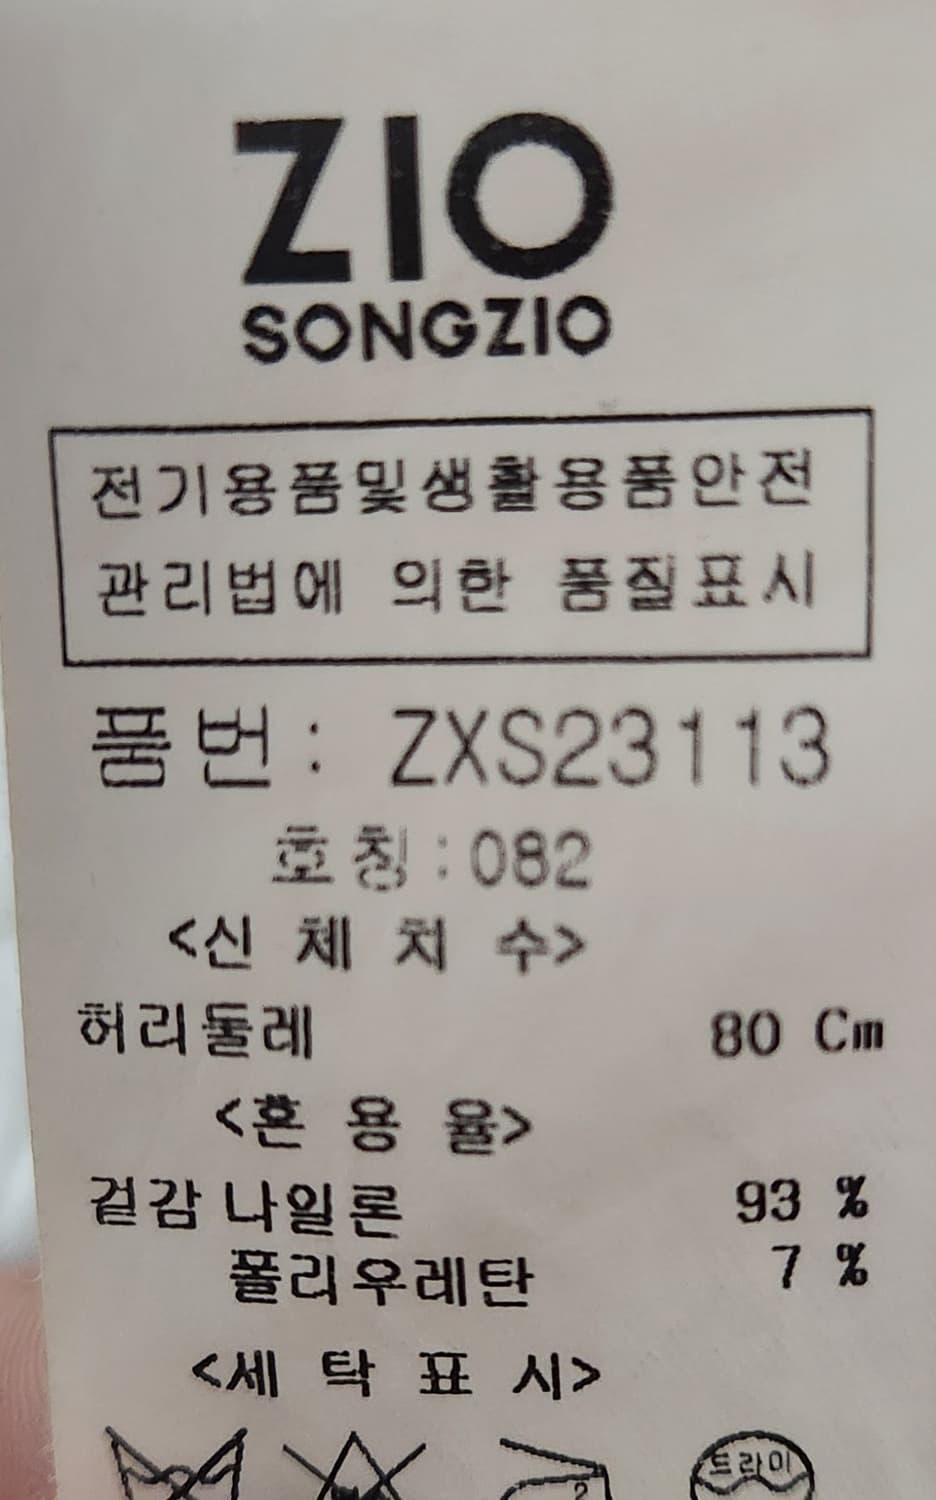 ZIO
SONGZIO
전기용품및생활용품안전
관리법에 의한 품질표시
품번: ZXS23113
호칭:082
<신 체 치 수>
허리둘레 80 Cm
<혼 용 율>
겉감 나일론 93 %
폴리우레탄 7 %
<세 탁 표 시>
드라이
2